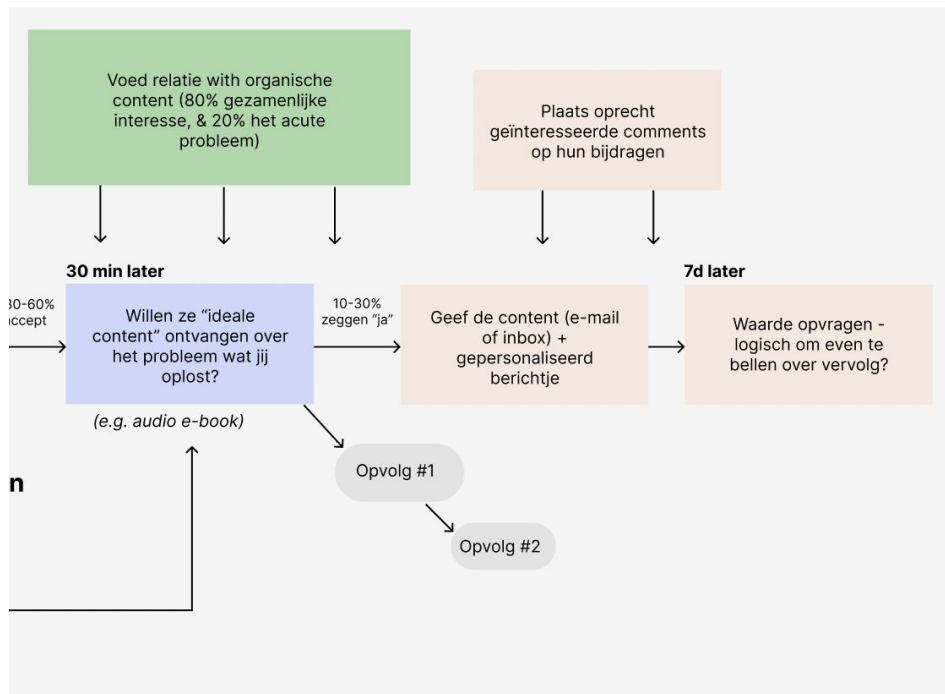 Voed relatie with organische
content (80% gezamenlijke
interesse, & 20% het acute
probleem)
Plaats oprecht
geïnteresseerde comments
op hun bijdragen
30 min later
7d later
30-60%
accept
Willen ze “ideale
content” ontvangen over
het probleem wat jij
oplost?
10-30%
zeggen “ja”
Geef de content (e-mail
of inbox) +
gepersonaliseerd
berichtje
Waarde opvragen -
logisch om even te
bellen over vervolg?
(e.g. audio e-book)
Opvolg #1
n
Opvolg #2